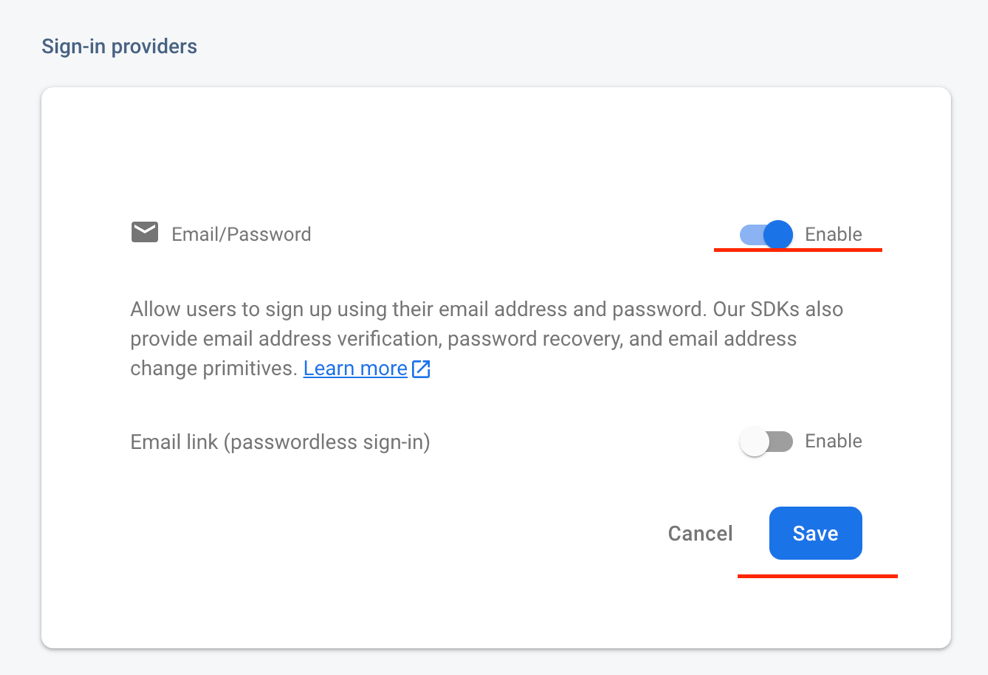 Sign-in providers
Email/Password
Enable
Allow users to sign up using their email address and password. Our SDKs also
provide email address verification, password recovery, and email address
change primitives. Learn more
Email link (passwordless sign-in)
Enable
Cancel
Save